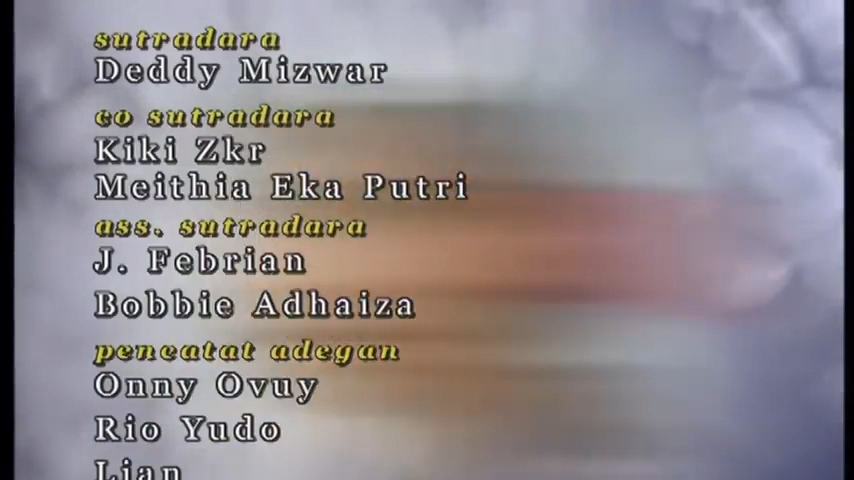 sutradara
Deddy Mizwar
co sutradara
Kiki Zkr
Meithia Eka Putri
ass. sutradara
J. Febrian
Bobbie Adhaiza
pencatat adegan
Onny Ovuy
Rio Yudo
Lian